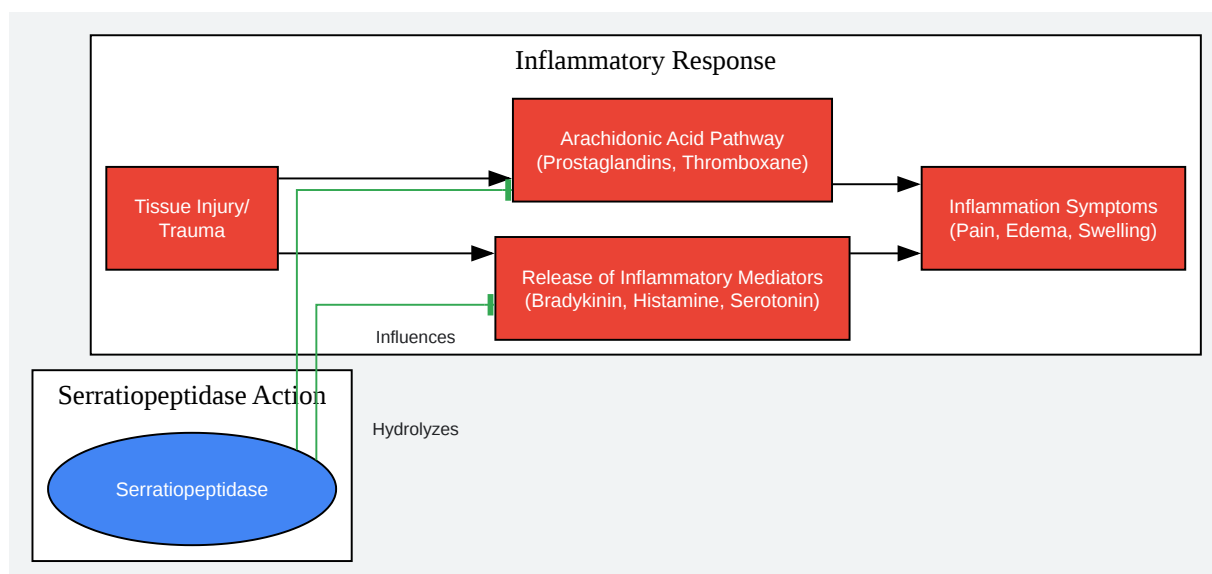 Inflammatory Response
Arachidonic Acid Pathway
(Prostaglandins, Thromboxane)
Tissue Injury/
Trauma
Inflammation Symptoms
(Pain, Edema, Swelling)
Release of Inflammatory Mediators
(Bradykinin, Histamine, Serotonin)
Influences
Serratiopeptidase Action
Hydrolyzes
Serratiopeptidase